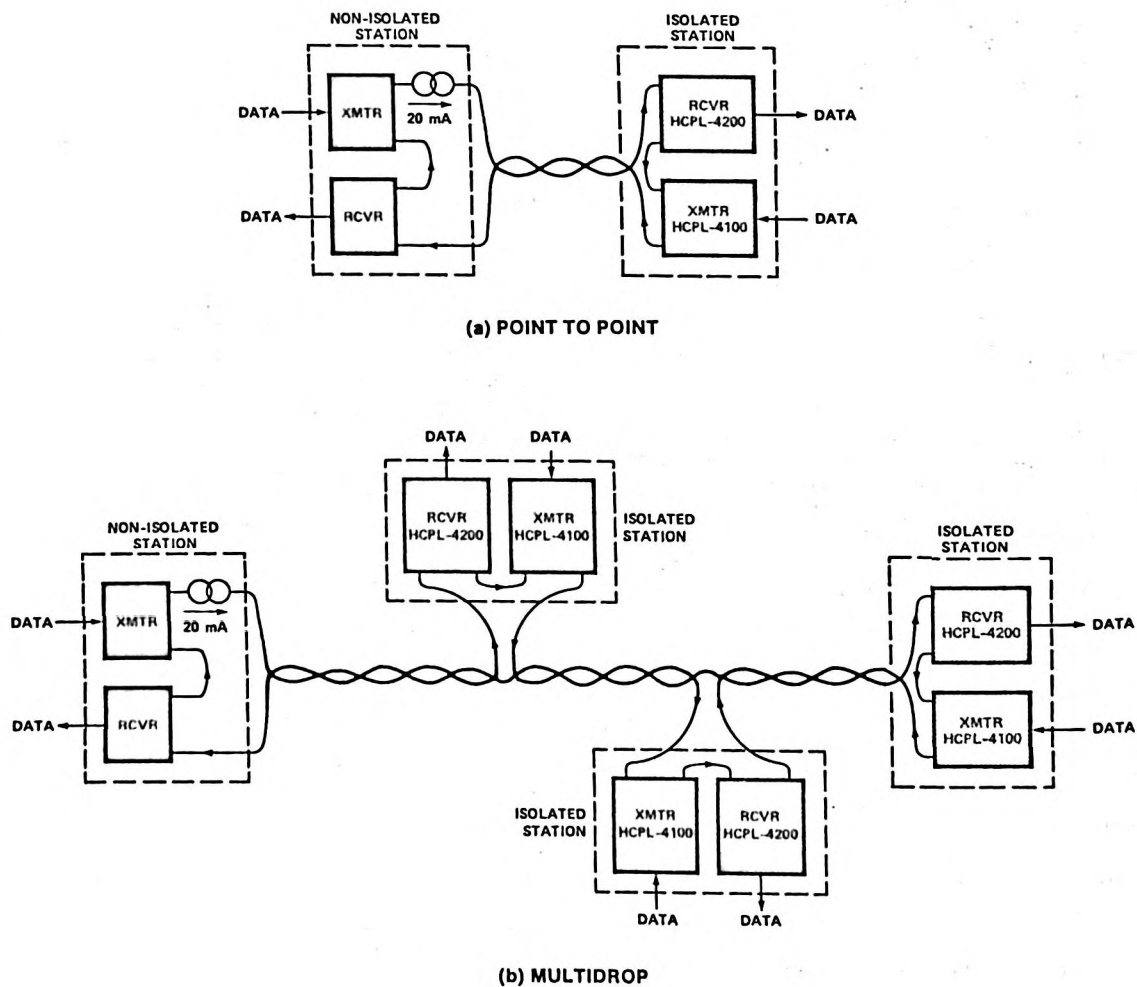 NON-ISOLATED
STATION
ISOLATED
STATION
DATA
XMTR
20 mA
RCVR
HCPL-4200
DATA
DATA
RCVR
XMTR
HCPL-4100
DATA
(a) POINT TO POINT
DATA
DATA
RCVR
HCPL-4200
XMTR
HCPL-4100
ISOLATED
STATION
NON-ISOLATED
STATION
ISOLATED
STATION
DATA
XMTR
20 mA
RCVR
HCPL-4200
DATA
DATA
RCVR
XMTR
HCPL-4100
DATA
ISOLATED
STATION
XMTR
HCPL-4100
RCVR
HCPL-4200
DATA
DATA
(b) MULTIDROP